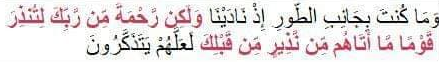 وَمَا كُنتَ بِجَانِبِ الطُّورِ إِذْ نَادَيْنَا وَلَكِن رَّحْمَةً مِّن رَّبِّكَ لِتُنذِرَ
قَوْمًا مَّا أَتَاهُم مِّن نَّذِيرٍ مِّن قَبْلِكَ لَعَلَّهُمْ يَتَذَكَّرُونَ